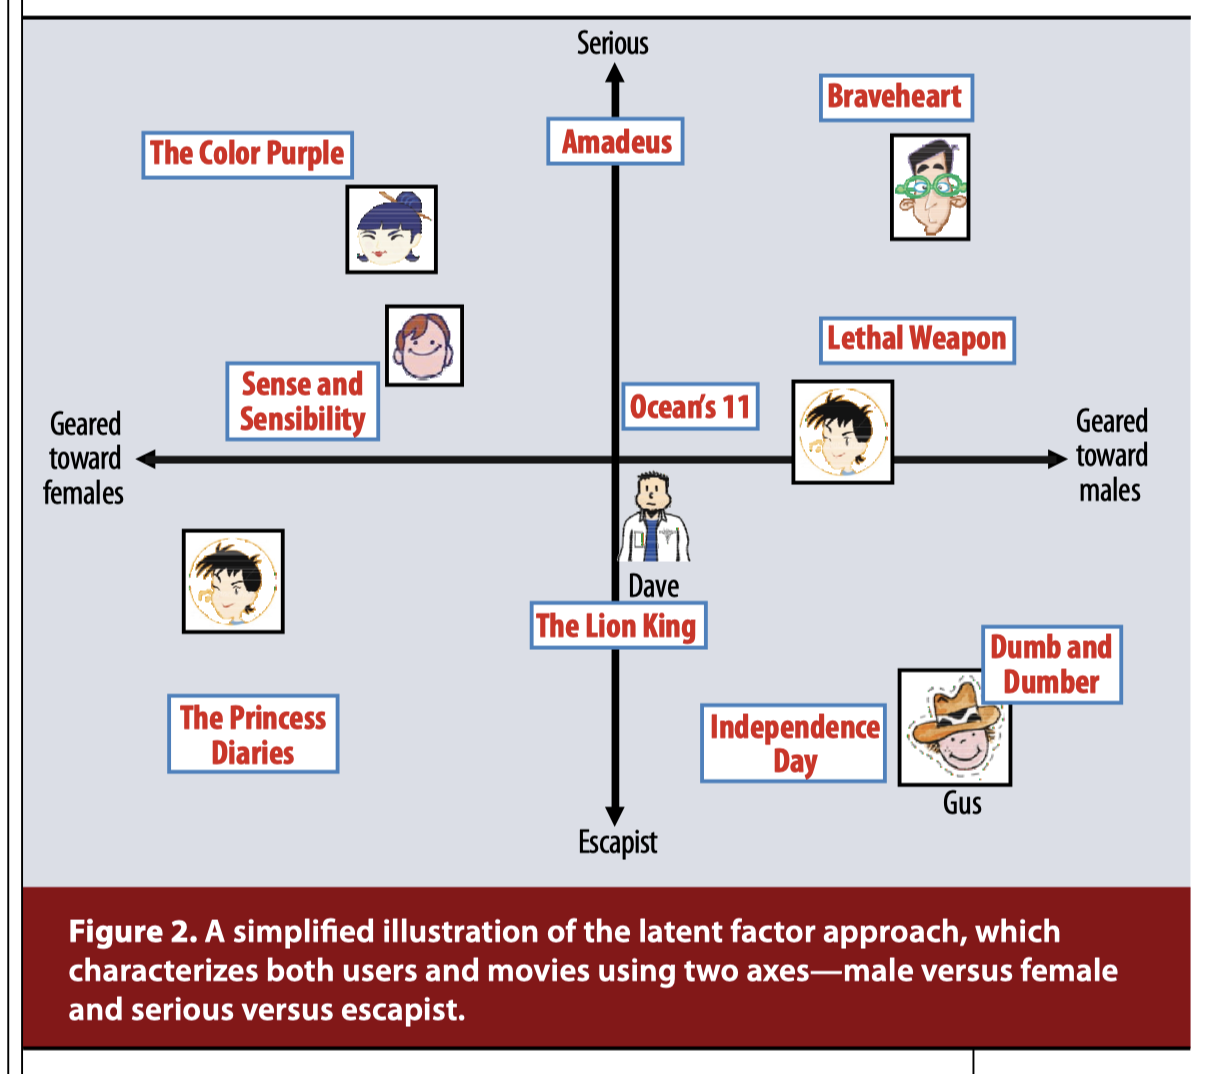 Serious
Braveheart
Amadeus
The Color Purple
Lethal Weapon
Sense and
Sensibility
Ocean's 11
Geared
toward
females
Geared
toward
males
Dave
The Lion King
Dumb and
Dumber
The Princess
Diaries
Independence
Day
Gus
Escapist
Figure 2. A simplified illustration of the latent factor approach, which
characterizes both users and movies using two axes—male versus female
and serious versus escapist.